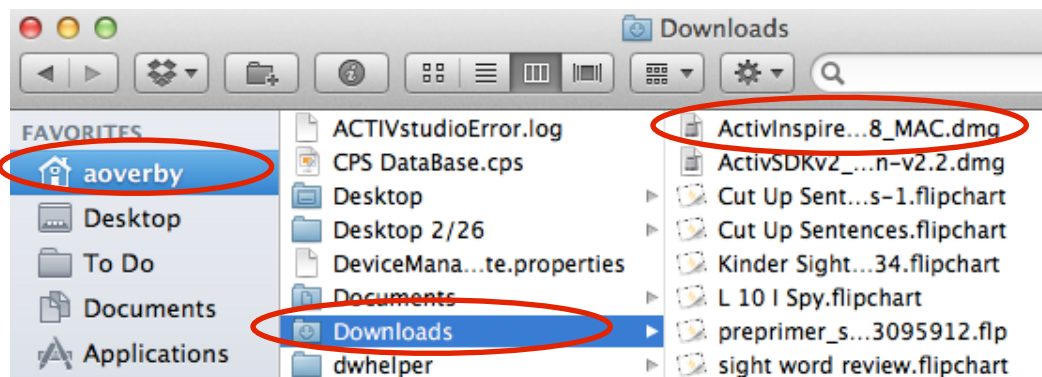 Downloads
FAVORITES
aoverby
Desktop
To Do
Documents
Applications
ACTIVstudioError.log
CPS DataBase.cps
Desktop
Desktop 2/26
DeviceMana...te.properties
Documents
Downloads
dwhelper
ActivInspire...8_MAC.dmg
ActivSDKv2_...n-v2.2.dmg
Cut Up Sent...s-1.flipchart
Cut Up Sentences.flipchart
Kinder Sight...34.flipchart
L 10 I Spy.flipchart
preprimer_s...3095912.flp
sight word review.flipchart